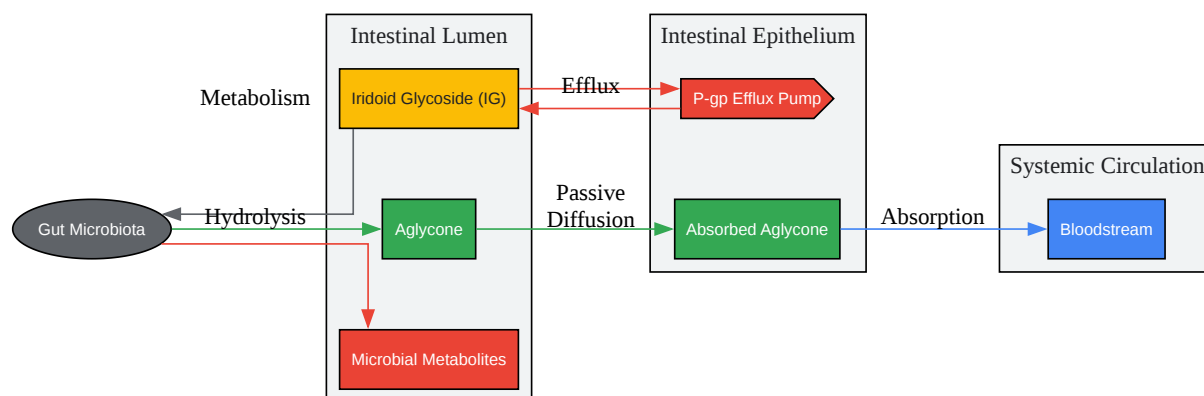 Intestinal Lumen
Intestinal Epithelium
Iridoid Glycoside (IG)
Efflux
P-gp Efflux Pump
Metabolism
Systemic Circulation
Gut Microbiota
Hydrolysis
Aglycone
Passive
Diffusion
Absorbed Aglycone
Absorption
Bloodstream
Microbial Metabolites